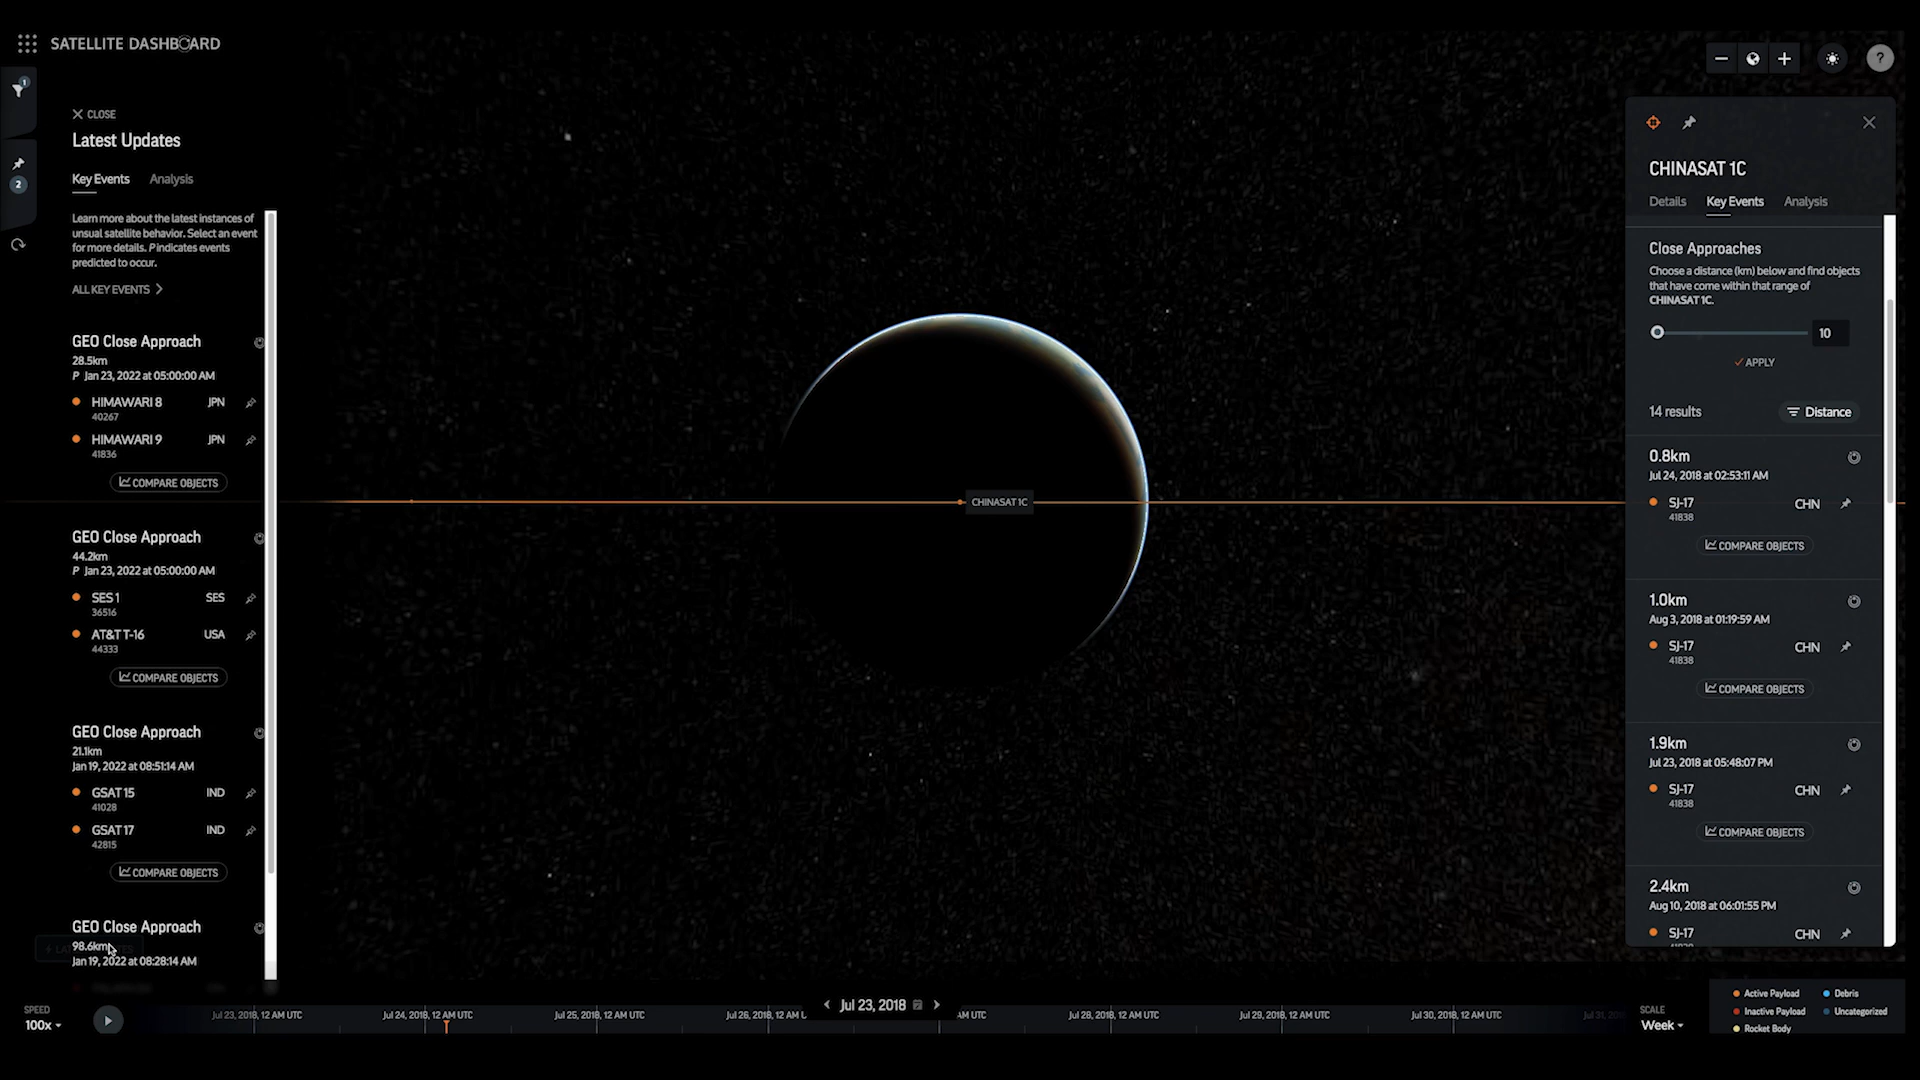 SATELLITE DASHBOARD
1
2
CLOSE
Latest Updates
Key Events Analysis
Learn more about the latest instances of
unusual satellite behavior. Select an event
for more details. P indicates events
predicted to occur.
ALL KEY EVENTS
GEO Close Approach
28.5km
P Jan 23, 2022 at 05:00:00 AM
HIMAWARI 8 JPN
40267
HIMAWARI 9 JPN
41836
COMPARE OBJECTS
GEO Close Approach
44.2km
P Jan 23, 2022 at 05:00:00 AM
SES 1 SES
36516
AT&T T-16 USA
44333
COMPARE OBJECTS
GEO Close Approach
21.1km
Jan 19, 2022 at 08:51:14 AM
GSAT 15 IND
41028
GSAT 17 IND
42815
COMPARE OBJECTS
GEO Close Approach
98.6km
Jan 19, 2022 at 08:28:14 AM
CHINASAT 1C
?
CHINASAT 1C
Details Key Events Analysis
Close Approaches
Choose a distance (km) below and find objects
that have come within that range of
CHINASAT 1C.
10
APPLY
14 results Distance
0.8km
Jul 24, 2018 at 02:53:11 AM
SJ-17 CHN
41838
COMPARE OBJECTS
1.0km
Aug 3, 2018 at 01:19:59 AM
SJ-17 CHN
41838
COMPARE OBJECTS
1.9km
Jul 23, 2018 at 05:48:07 PM
SJ-17 CHN
41838
COMPARE OBJECTS
2.4km
Aug 10, 2018 at 06:01:55 PM
SJ-17 CHN
SPEED
100x
Jul 23, 2018
Jul 23, 2018, 12 AM UTC Jul 24, 2018, 12 AM UTC Jul 25, 2018, 12 AM UTC Jul 26, 2018, 12 AM U AM UTC Jul 28, 2018, 12 AM UTC Jul 29, 2018, 12 AM UTC Jul 30, 2018, 12 AM UTC Jul 31,
SCALE
Week
Active Payload Debris
Inactive Payload Uncategorized
Rocket Body